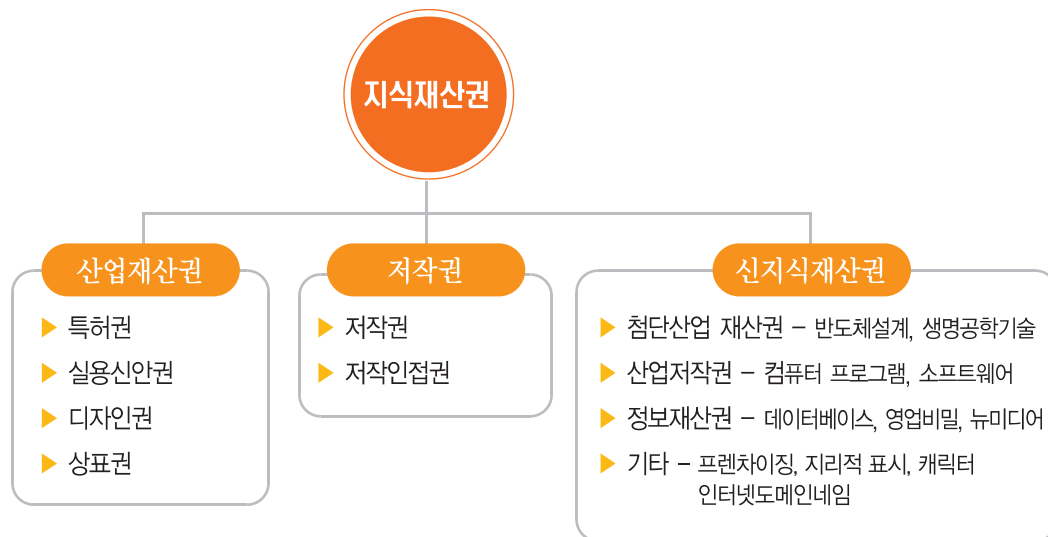 지식재산권
산업재산권
▶ 특허권
▶ 실용신안권
▶ 디자인권
▶ 상표권
저작권
▶ 저작권
▶ 저작인접권
신지식재산권
▶ 첨단산업 재산권 – 반도체설계, 생명공학기술
▶ 산업저작권 – 컴퓨터 프로그램, 소프트웨어
▶ 정보재산권 – 데이터베이스, 영업비밀, 뉴미디어
▶ 기타 – 프렌차이징, 지리적 표시, 캐릭터
인터넷도메인네임